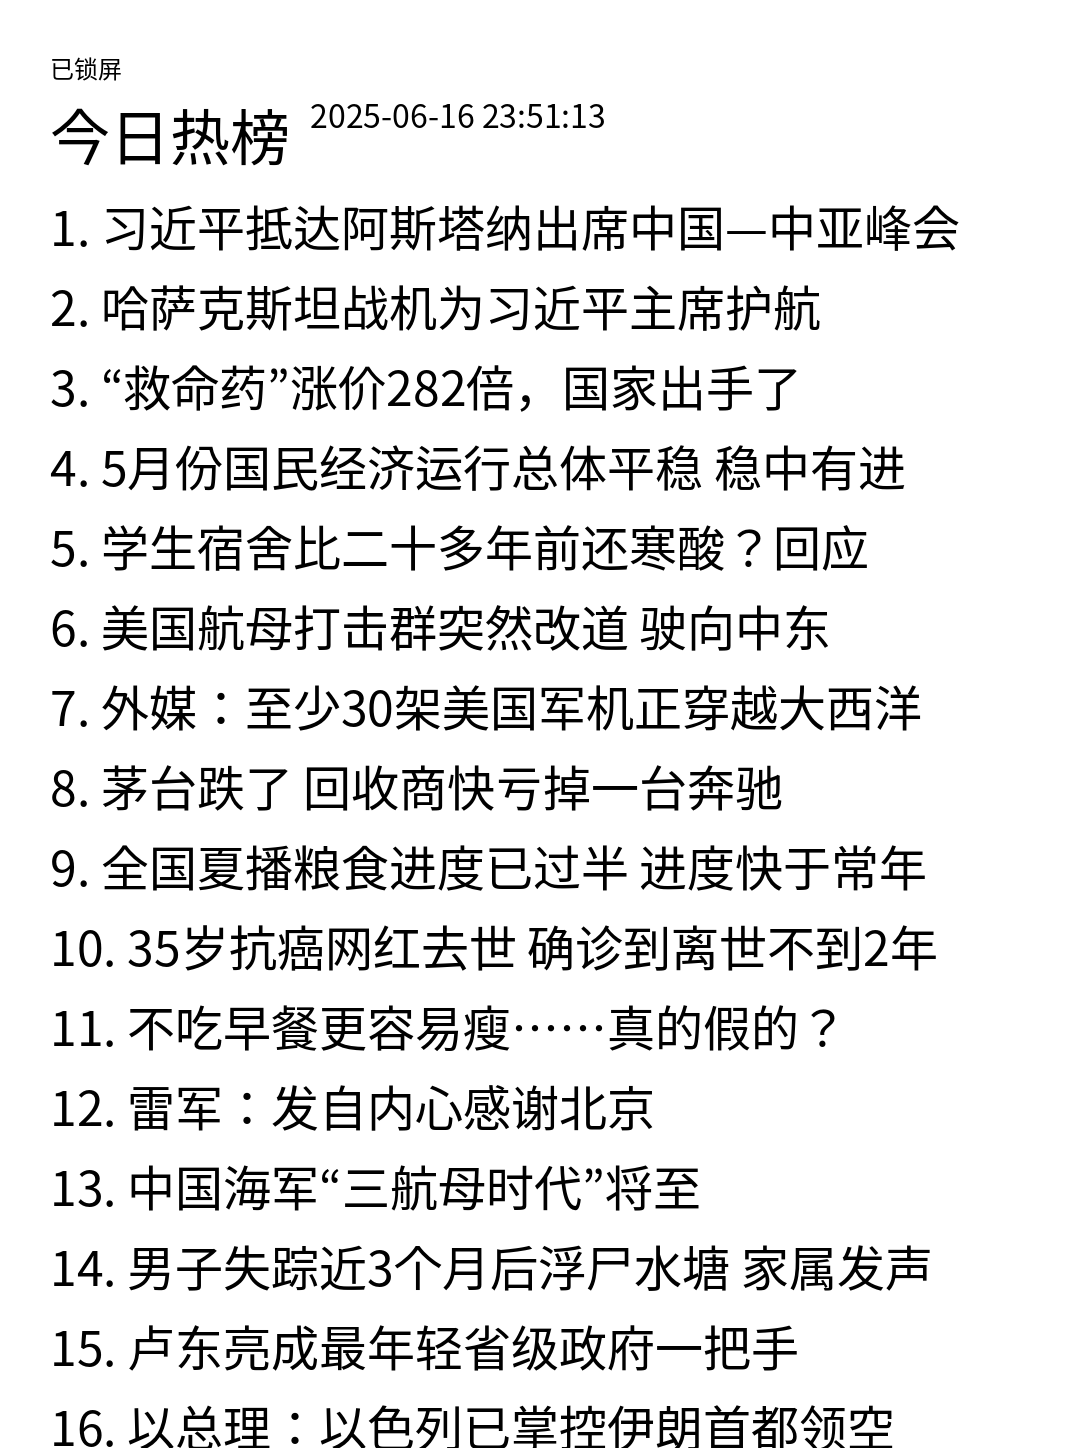 已锁屏
今日热榜 2025-06-16 23:51:13
1. 习近平抵达阿斯塔纳出席中国—中亚峰会
2. 哈萨克斯坦战机为习近平主席护航
3. “救命药”涨价282倍，国家出手了
4. 5月份国民经济运行总体平稳 稳中有进
5. 学生宿舍比二十多年前还寒酸？回应
6. 美国航母打击群突然改道 驶向中东
7. 外媒：至少30架美国军机正穿越大西洋
8. 茅台跌了 回收商快亏掉一台奔驰
9. 全国夏播粮食进度已过半 进度快于常年
10. 35岁抗癌网红去世 确诊到离世不到2年
11. 不吃早餐更容易瘦……真的假的？
12. 雷军：发自内心感谢北京
13. 中国海军“三航母时代”将至
14. 男子失踪近3个月后浮尸水塘 家属发声
15. 卢东亮成最年轻省级政府一把手
16. 以总理：以色列已掌控伊朗首都领空